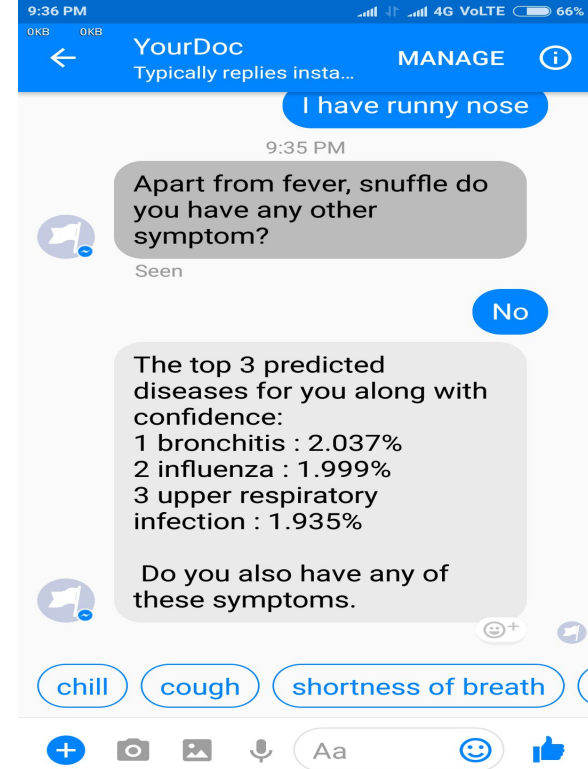 9:36 PM
4G VoLTE 66%
0KB 0KB
YourDoc
Typically replies insta...
MANAGE
I have runny nose
9:35 PM
Apart from fever, snuffle do
you have any other
symptom?
Seen
No
The top 3 predicted
diseases for you along with
confidence:
1 bronchitis : 2.037%
2 influenza : 1.999%
3 upper respiratory
infection : 1.935%
Do you also have any of
these symptoms.
chill
cough
shortness of breath
Aa